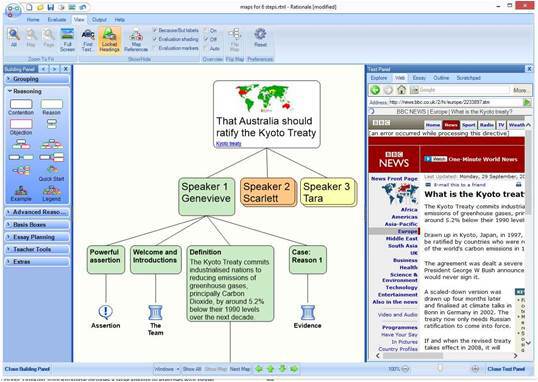 maps for 6 steps.rtnl - Rationale [modified]
Home Evaluate View Output Help
All Map Page Full Screen
Find Text... Locked Headings Map References
Because/But labels
Evaluation shading
Evaluation markers
On
Off
Auto
Flip Map
Preferences
Zoom To Fit Show/Hide Overview Flip Map Preferences
Building Panel
Grouping
Reasoning
Contention Reason
Objection
Quick Start
Example Legend
Advanced Reaso...
Basis Boxes
Essay Planning
Teacher Tools
Extras
That Australia should
ratify the Kyoto Treaty
Kyoto treaty
Speaker 1
Genevieve
Speaker 2
Scarlett
Speaker 3
Tara
Powerful
assertion
Welcome and
Introductions
Definition
The Kyoto Treaty commits
industrialised nations to
reducing emissions of
greenhouse gases,
principally Carbon
Dioxide, by around 5.2%
below their 1990 levels
over the next decade.
Case:
Reason 1
Assertion
The
Team
Evidence
Text Panel
Explore Web Essay Outline Scratchpad
Google
More...
Address: http://news.bbc.co.uk/2/hi/europe/2233897.stm
BBC NEWS | Europe | What is the Kyoto treaty?
BBC Home News Sport Radio TV Weath
[an error occurred while processing this directive]
BBC
NEWS
Watch One-Minute World News
Last Updated: Monday, 29 September, 20
News Front Page
E-mail this to a friend
What is the Kyoto treat
Africa
Americas
Asia-Pacific
Europe
Middle East
South Asia
UK
Business
Health
Science &
Environment
Technology
Entertainment
Also in the news
Video and Audio
Programmes
Have Your Say
In Pictures
Country Profiles
The Kyoto treaty commits industr
emissions of greenhouse gases, prin
around 5.2% below their 1990 level
Drawn up in Kyoto, Japan, in 1997,
be ratified by countries who were r
of the world's carbon emissions in 1
The agreement was dealt a severe
President George W Bush announce
would never sign it.
A scaled-down version was
drawn up four months later
and finalised at climate talks in
Bonn in Germany in 2002. The
treaty now only needs Russian
ratification to come into force.
If and when the revised treaty
takes effect in 2008, it will
Close Building Panel Windows Show All Show Map Next Map 100% Close Text Panel